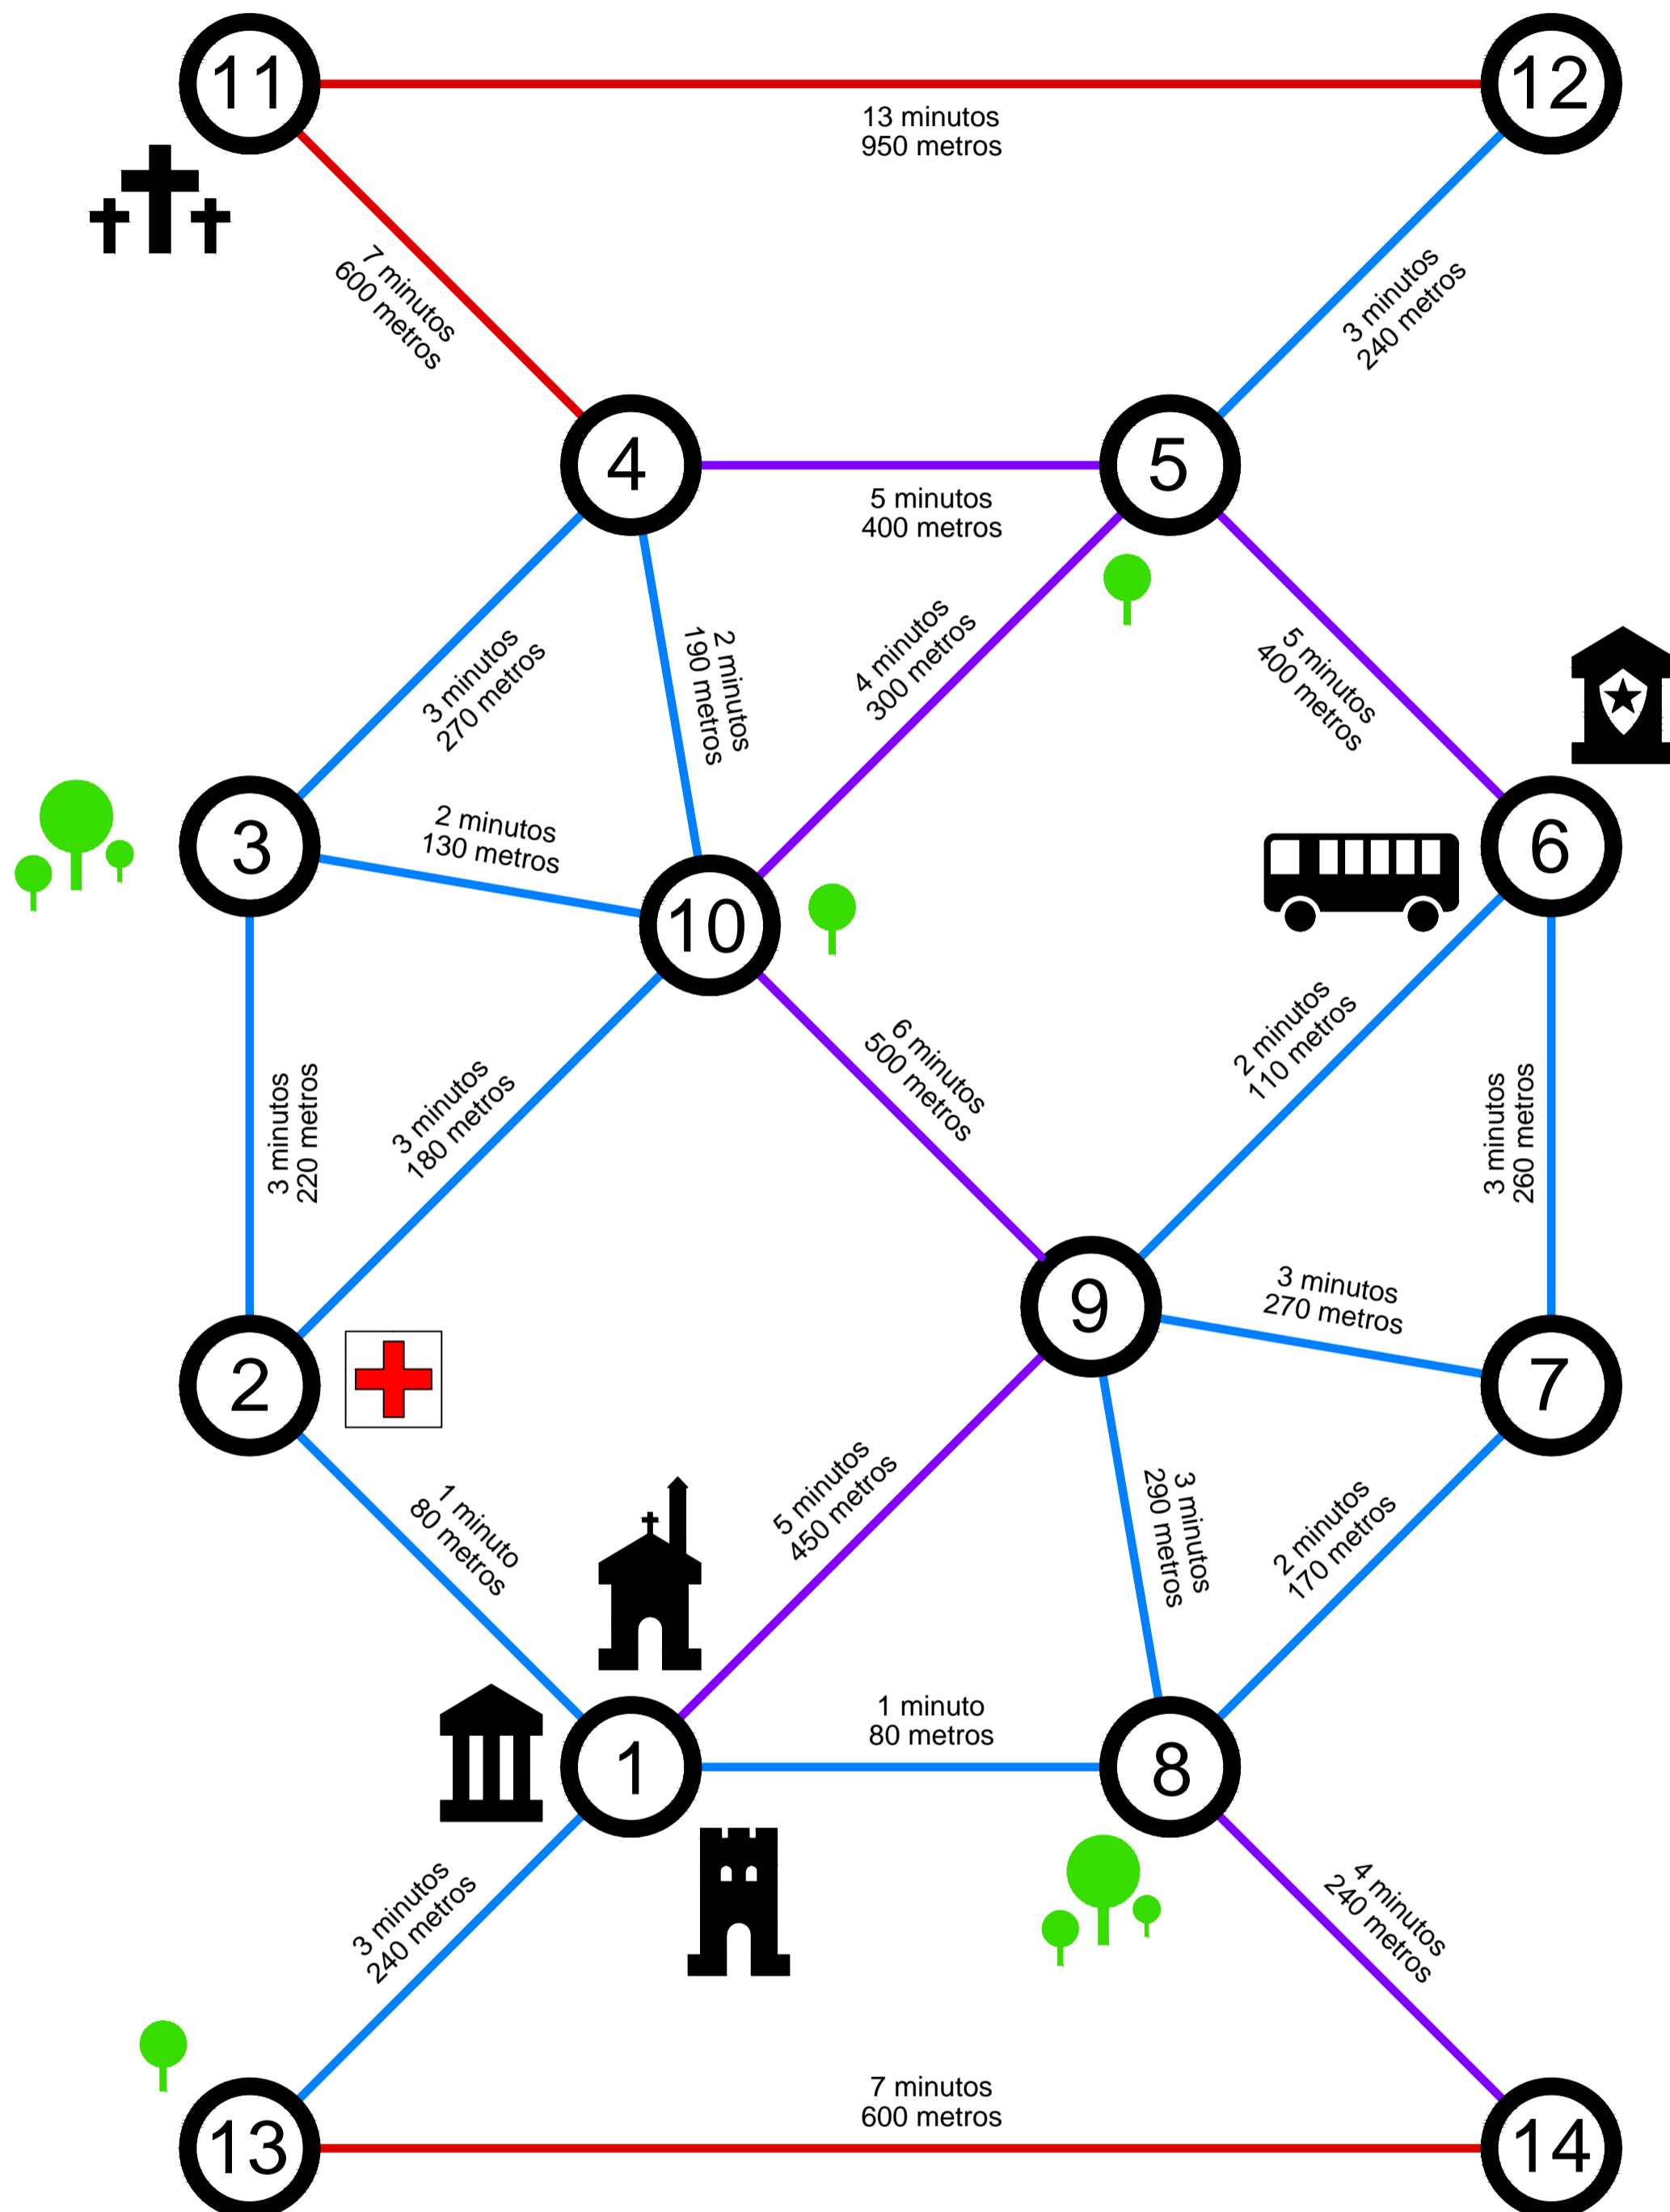 11
12
13 minutos
950 metros
7 minutos
600 metros
3 minutos
240 metros
4
5
5 minutos
400 metros
3 minutos
270 metros
2 minutos
190 metros
4 minutos
300 metros
5 minutos
400 metros
3
2 minutos
130 metros
10
6
6 minutos
500 metros
2 minutos
110 metros
3 minutos
220 metros
3 minutos
180 metros
3 minutos
260 metros
9
3 minutos
270 metros
2
7
1 minuto
80 metros
5 minutos
450 metros
3 minutos
290 metros
2 minutos
170 metros
1
1 minuto
80 metros
8
3 minutos
240 metros
4 minutos
240 metros
13
7 minutos
600 metros
14